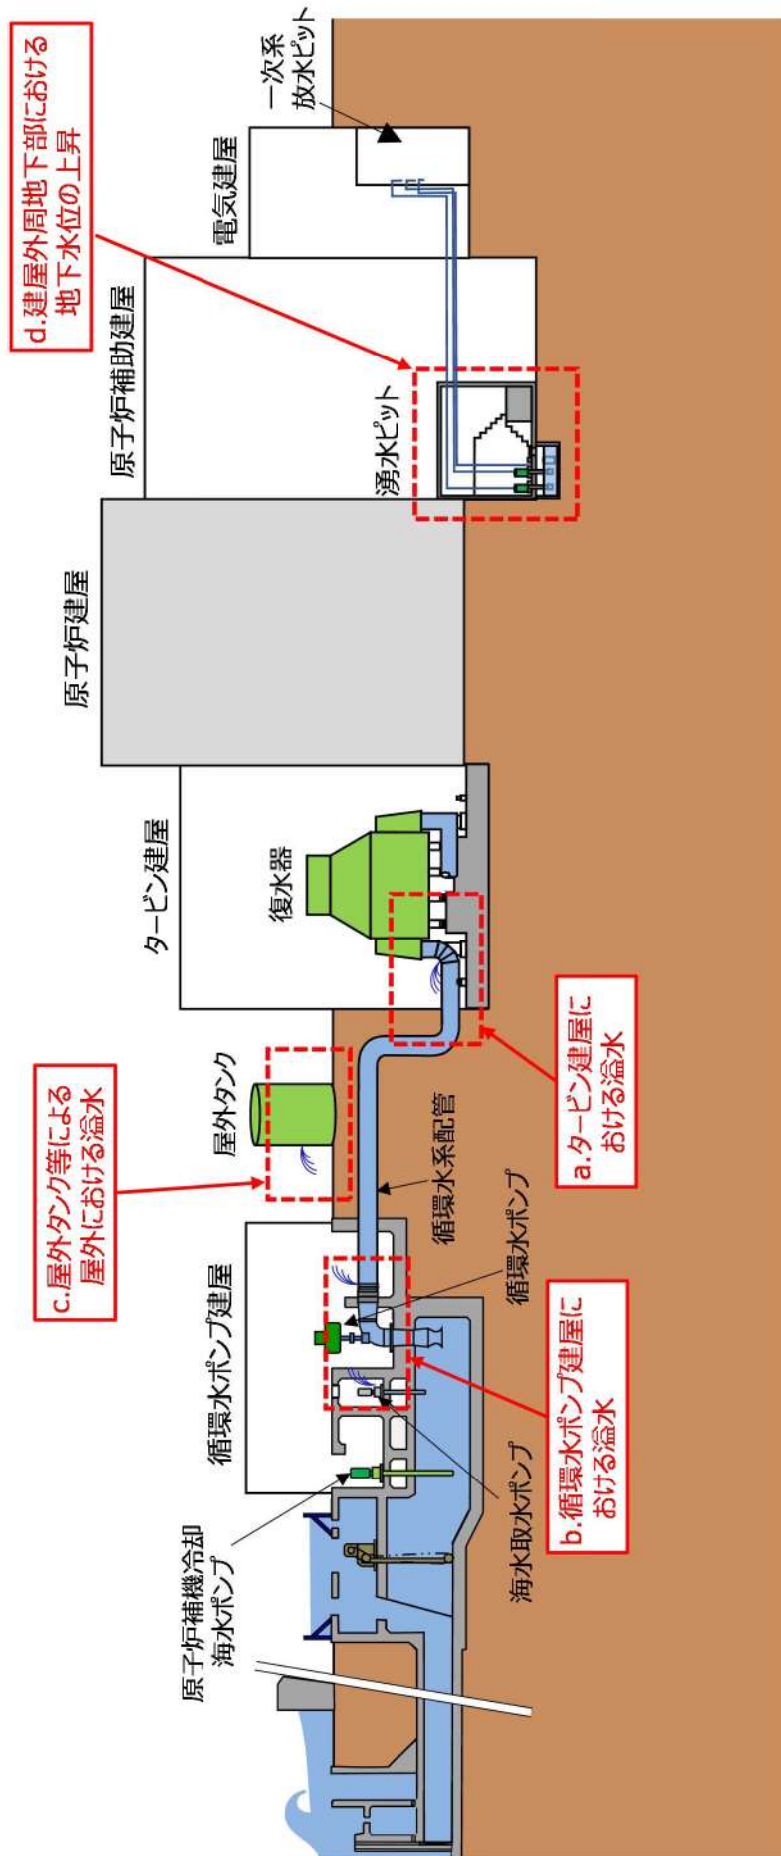 c.屋外タンク等による
屋外における溢水
d.建屋外周地下部における
地下水位の上昇
原子炉補機冷却
海水ポンプ
循環水ポンプ建屋
屋外タンク
タービン建屋
復水器
原子炉建屋
原子炉補助建屋
湧水ピット
電気建屋
一次系
放水ピット
海水取水ポンプ
循環水ポンプ
循環水系配管
b.循環水ポンプ建屋に
おける溢水
a.タービン建屋に
おける溢水